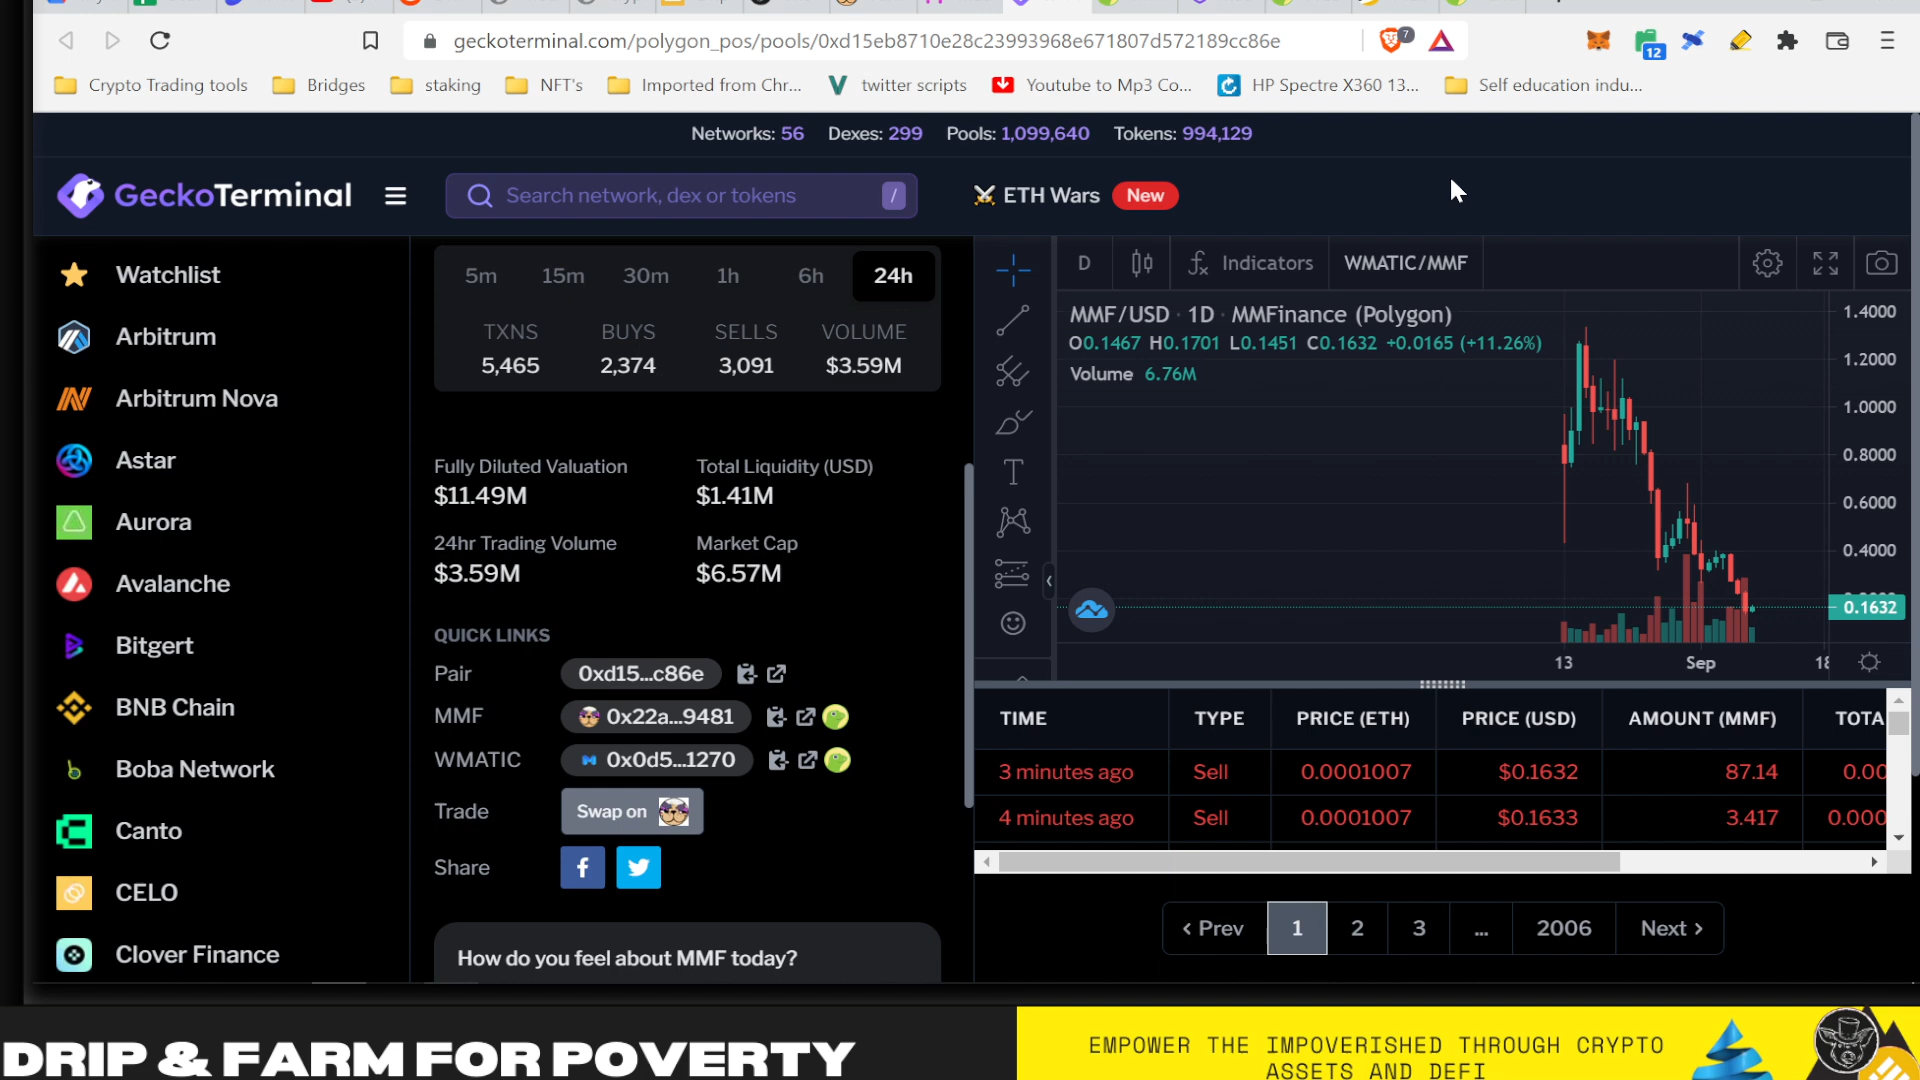 geckoterminal.com/polygon_pos/pools/0xd15eb8710e28c23993968e671807d572189cc86e
7
12
Crypto Trading tools
Bridges
staking
NFT's
Imported from Chr...
twitter scripts
Youtube to Mp3 Co...
HP Spectre X360 13...
Self education indu...
Networks: 56 Dexes: 299 Pools: 1,099,640 Tokens: 994,129
GeckoTerminal
Search network, dex or tokens /
ETH Wars New
Watchlist
Arbitrum
Arbitrum Nova
Astar
Aurora
Avalanche
Bitgert
BNB Chain
Boba Network
Canto
CELO
Clover Finance
5m 15m 30m 1h 6h 24h
TXNS BUYS SELLS VOLUME
5,465 2,374 3,091 $3.59M
Fully Diluted Valuation Total Liquidity (USD)
$11.49M $1.41M
24hr Trading Volume Market Cap
$3.59M $6.57M
QUICK LINKS
Pair 0xd15...c86e
MMF 0x22a...9481
WMATIC 0x0d5...1270
Trade Swap on
Share
How do you feel about MMF today?
D Indicators WMATIC/MMF
MMF/USD · 1D · MMFinance (Polygon)
O0.1467 H0.1701 L0.1451 C0.1632 +0.0165 (+11.26%)
Volume 6.76M
1.4000
1.2000
1.0000
0.8000
0.6000
0.4000
0.1632
13 Sep 18
TIME TYPE PRICE (ETH) PRICE (USD) AMOUNT (MMF) TOTA
3 minutes ago Sell 0.0001007 $0.1632 87.14 0.00
4 minutes ago Sell 0.0001007 $0.1633 3.417 0.000
‹ Prev 1 2 3 ... 2006 Next ›
DRIP & FARM FOR POVERTY
EMPOWER THE IMPOVERISHED THROUGH CRYPTO
ASSETS AND DEFI